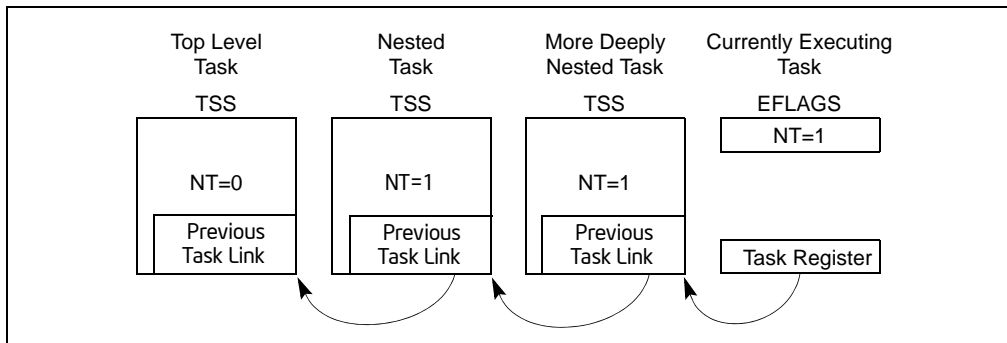 Top Level
Task
Nested
Task
More Deeply
Nested Task
Currently Executing
Task
TSS
TSS
TSS
EFLAGS
NT=1
NT=0
NT=1
NT=1
Previous
Task Link
Previous
Task Link
Previous
Task Link
Task Register